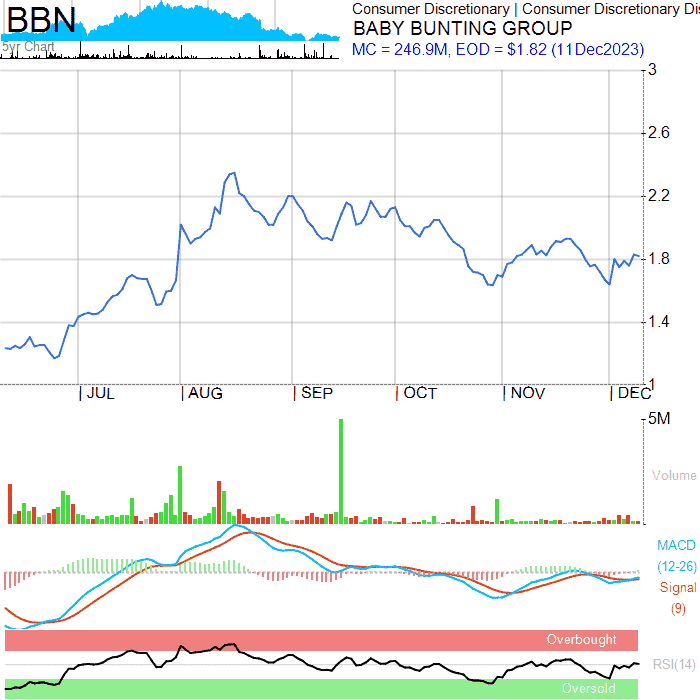 BBN
5yr Chart
Consumer Discretionary | Consumer Discretionary Dis
BABY BUNTING GROUP
MC = 246.9M, EOD = $1.82 (11Dec2023)
3
2.6
2.2
1.8
1.4
1
| JUL | AUG | SEP | OCT | NOV | DEC
5M
Volume
MACD
(12-26)
Signal
(9)
Overbought
RSI(14)
Oversold